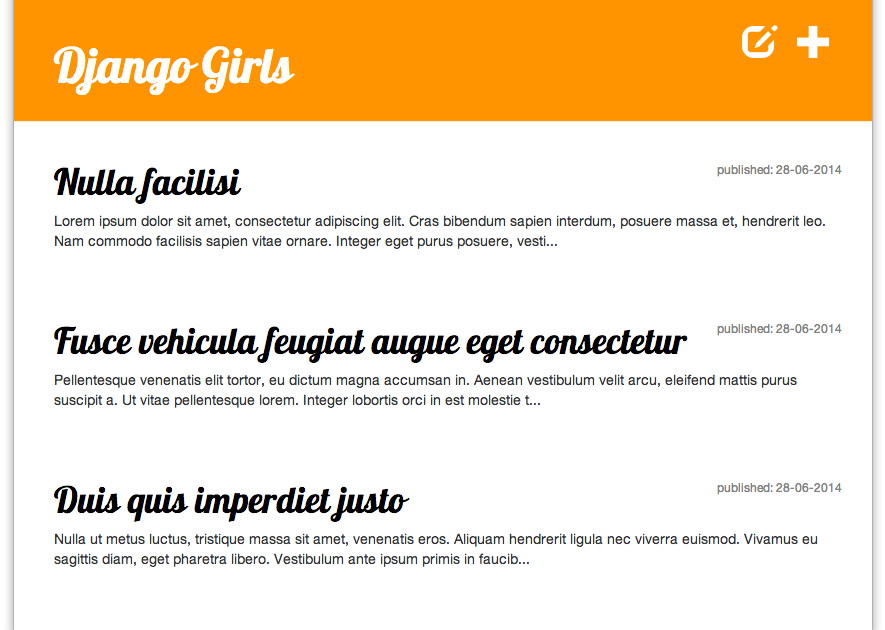 Django Girls
published: 28-06-2014
Nulla facilisi
Lorem ipsum dolor sit amet, consectetur adipiscing elit. Cras bibendum sapien interdum, posuere massa et, hendrerit leo.
Nam commodo facilisis sapien vitae ornare. Integer eget purus posuere, vesti...
published: 28-06-2014
Fusce vehicula feugiat augue eget consectetur
Pellentesque venenatis elit tortor, eu dictum magna accumsan in. Aenean vestibulum velit arcu, eleifend mattis purus
suscipit a. Ut vitae pellentesque lorem. Integer lobortis orci in est molestie t...
published: 28-06-2014
Duis quis imperdiet justo
Nulla ut metus luctus, tristique massa sit amet, venenatis eros. Aliquam hendrerit ligula nec viverra euismod. Vivamus eu
sagittis diam, eget pharetra libero. Vestibulum ante ipsum primis in faucib...